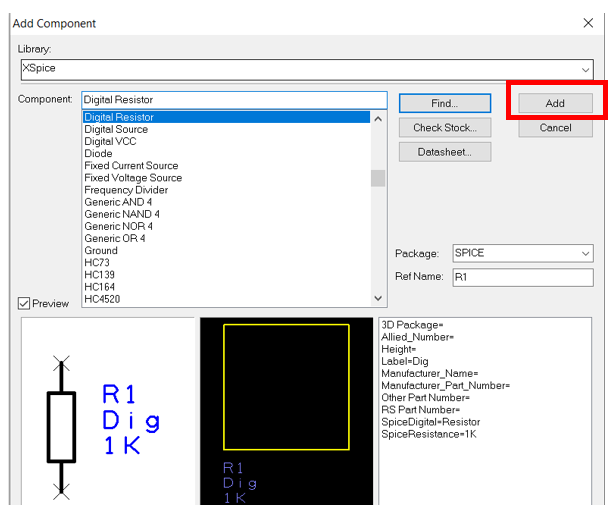 Add Component
Library:
XSpice
Component: Digital Resistor
Find...
Add
Digital Resistor
Digital Source
Digital VCC
Diode
Fixed Current Source
Fixed Voltage Source
Frequency Divider
Generic AND 4
Generic NAND 4
Generic NOR 4
Generic OR 4
Ground
HC73
HC139
HC164
HC4520
Check Stock...
Cancel
Datasheet...
Package: SPICE
Ref Name: R1
Preview
R1
Dig
1K
R1
Dig
1K
3D Package=
Allied_Number=
Height=
Label=Dig
Manufacturer_Name=
Manufacturer_Part_Number=
Other Part Number=
RS Part Number=
SpiceDigital=Resistor
SpiceResistance=1K